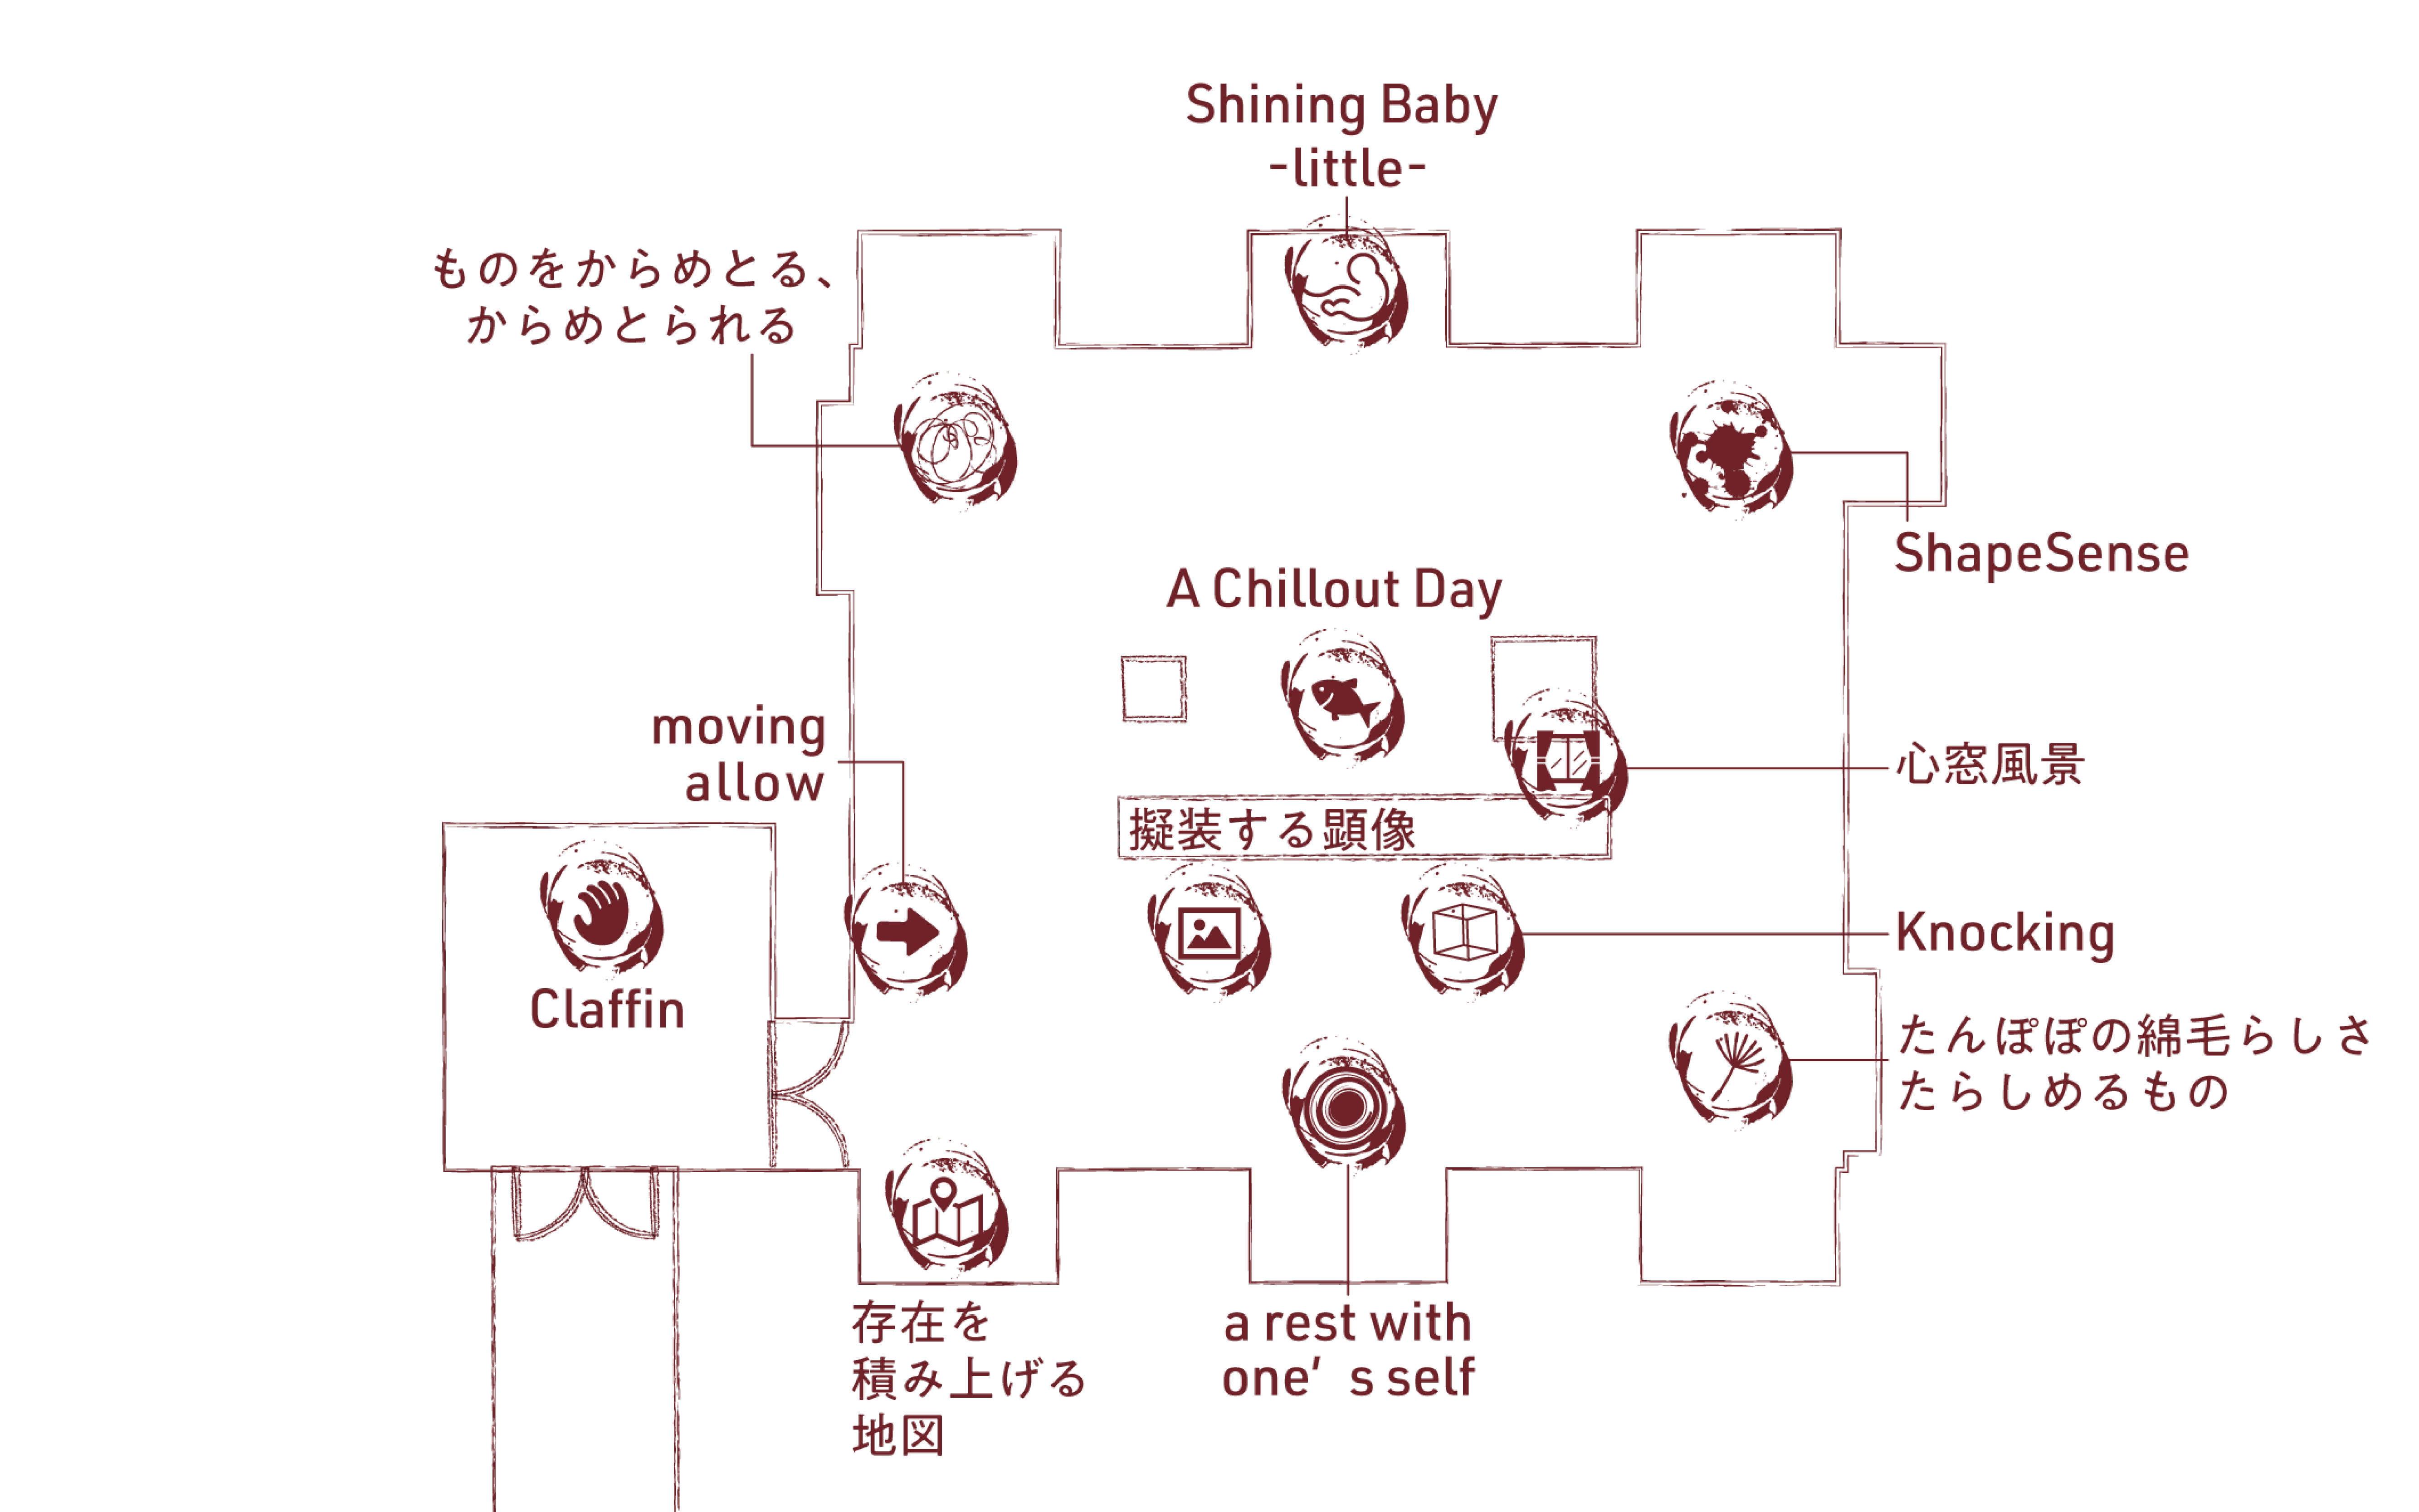 Shining Baby
-little-
ものをからめとる、
からめとられる
ShapeSense
A Chillout Day
moving
allow
心窓風景
擬装する顕像
Claffin
Knocking
たんぽぽの綿毛らしさ
たらしめるもの
存在を
積み上げる
地図
a rest with
one’s self